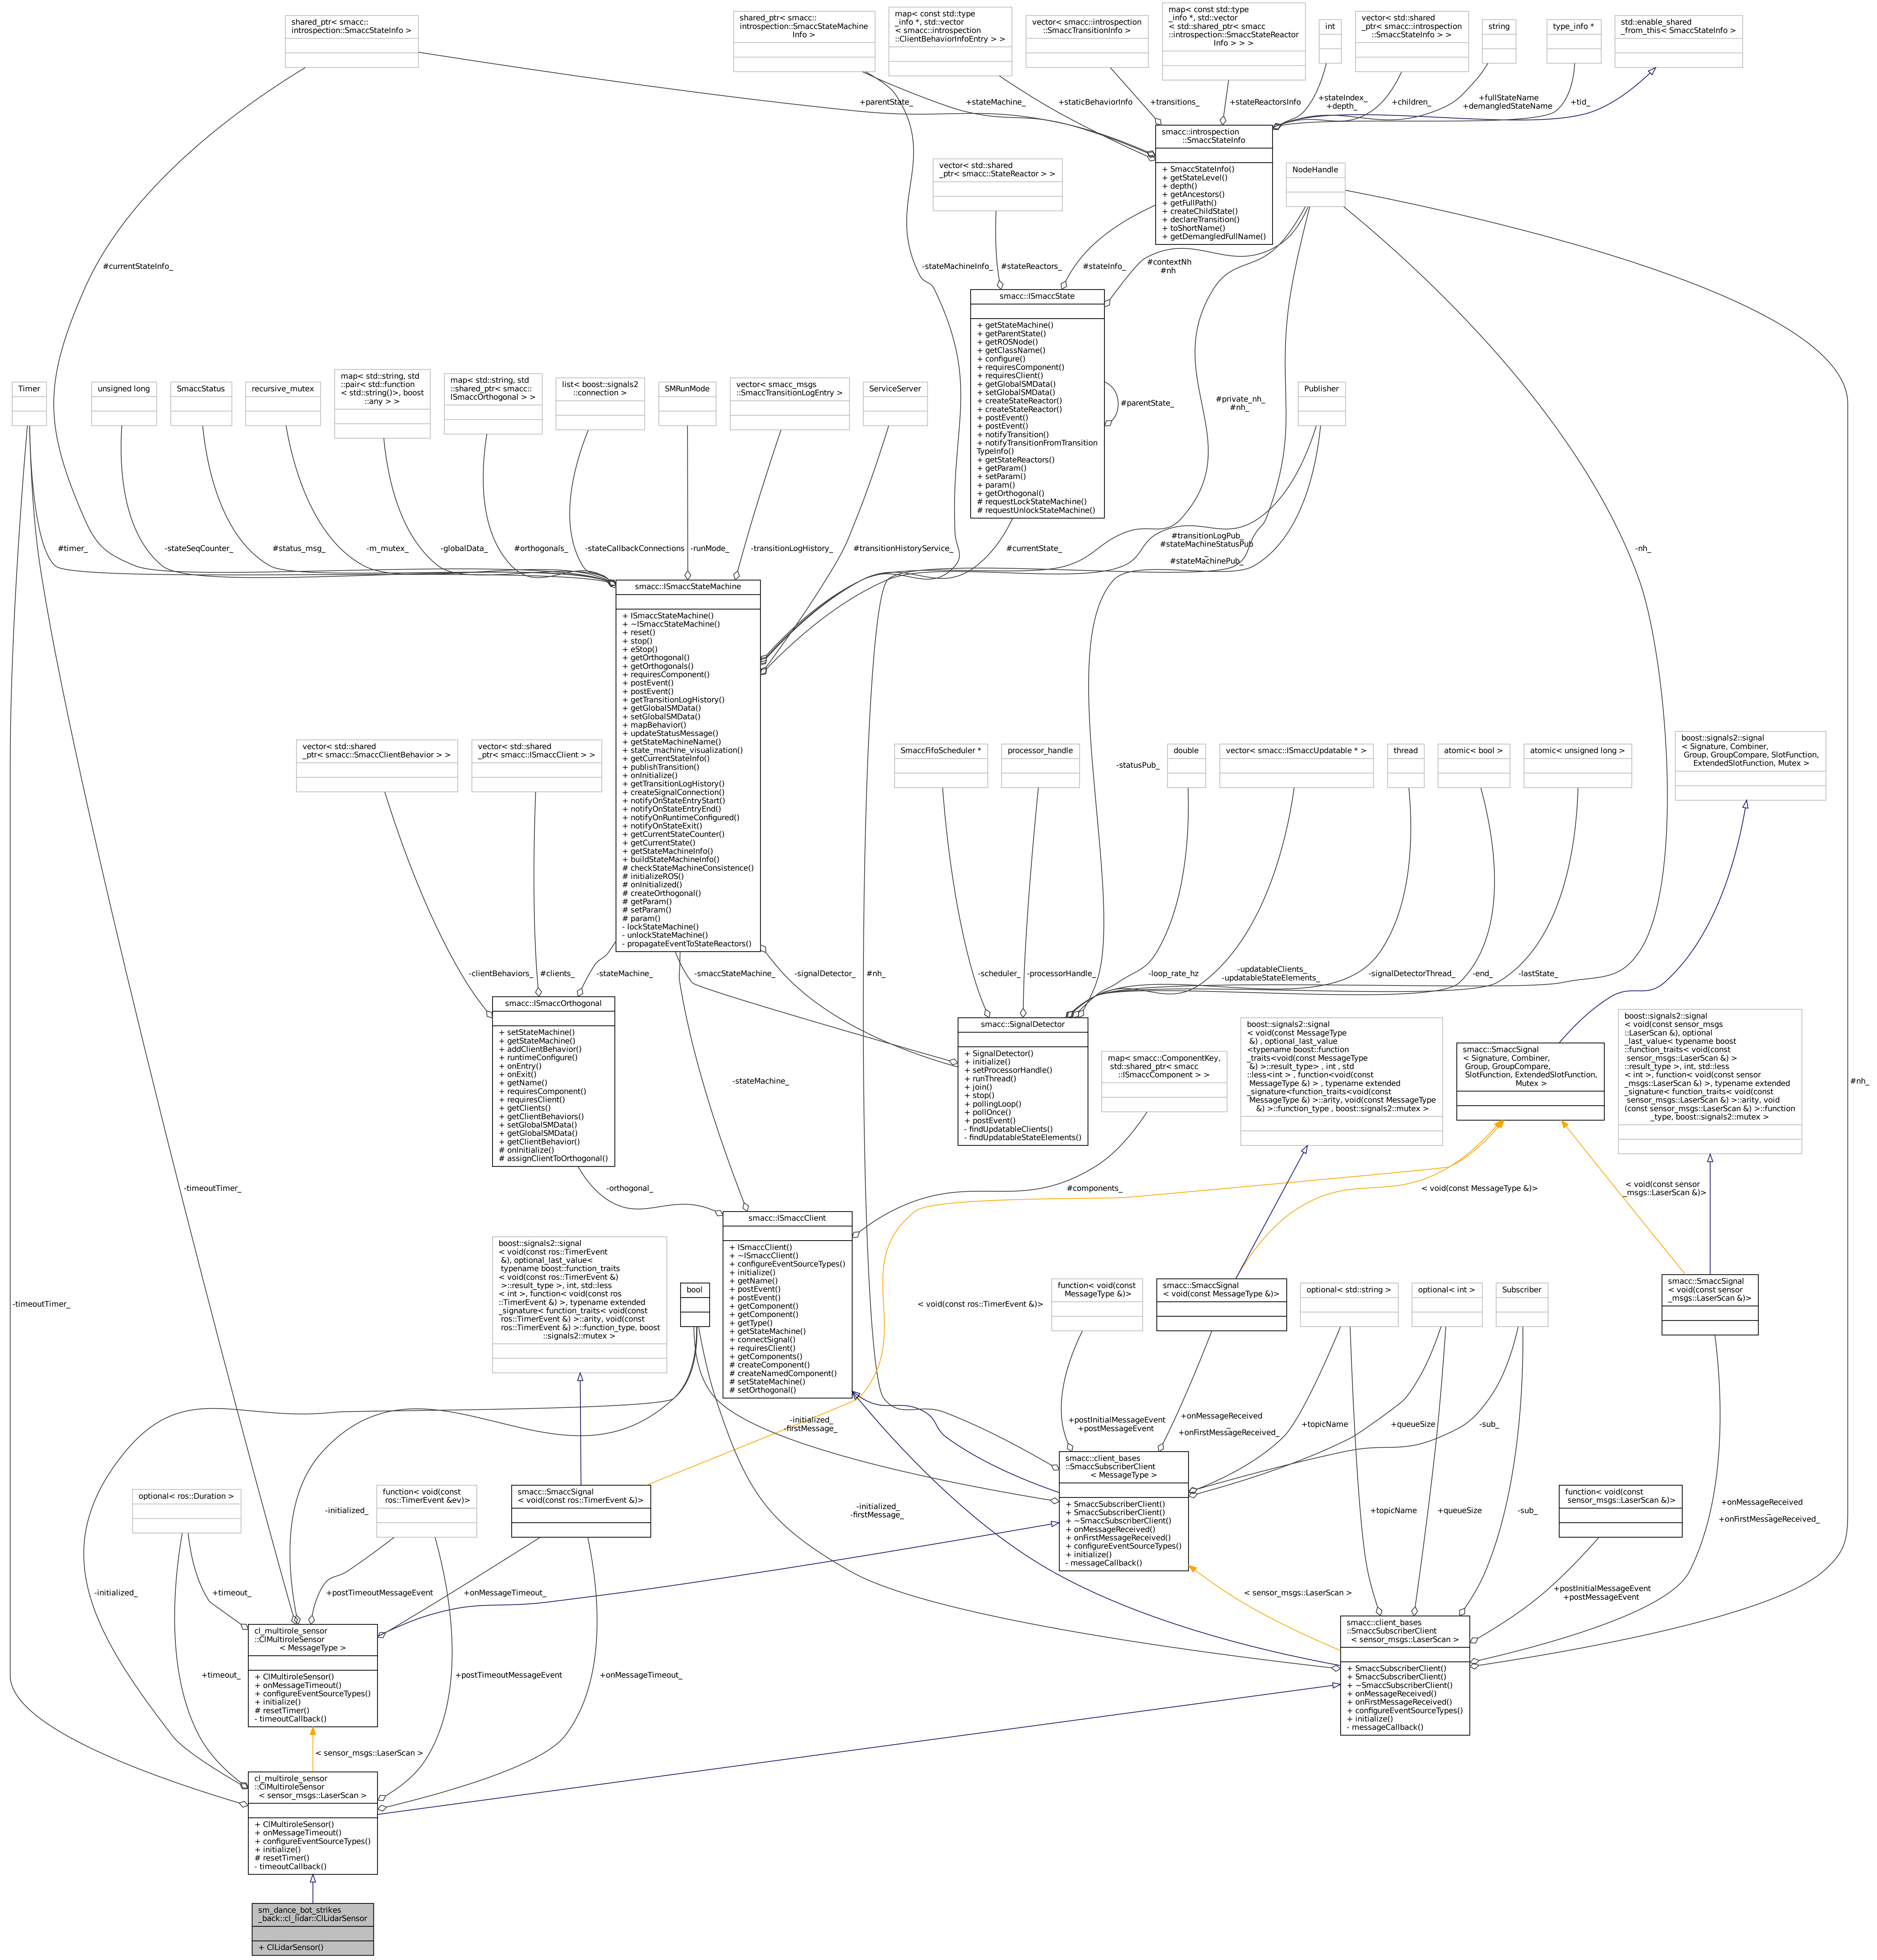 shared_ptr< smacc::
introspection::SmaccStateInfo >
shared_ptr< smacc::
introspection::SmaccStateMachine
Info >
map< const std::type
_info *, std::vector
< smacc::introspection
::ClientBehaviorInfoEntry > >
vector< smacc::introspection
::SmaccTransitionInfo >
map< const std::type
_info *, std::vector
< std::shared_ptr< smacc
::introspection::SmaccStateReactor
Info > > >
int
vector< std::shared
_ptr< smacc::introspection
::SmaccStateInfo > >
string
type_info *
std::enable_shared
_from_this< SmaccStateInfo >
+parentState_
+stateMachine_
+staticBehaviorInfo
+transitions_
+stateReactorsInfo
+stateIndex_
+depth_
+children_
+fullStateName
+demangledStateName
+tid_
smacc::introspection
::SmaccStateInfo
+ SmaccStateInfo()
+ getStateLevel()
+ depth()
+ getAncestors()
+ getFullPath()
+ createChildState()
+ declareTransition()
+ toShortName()
+ getDemangledFullName()
vector< std::shared
_ptr< smacc::StateReactor > >
NodeHandle
#currentStateInfo_
-stateMachineInfo_
#stateReactors_
#stateInfo_
#contextNh
#nh
smacc::ISmaccState
+ getStateMachine()
+ getParentState()
+ getROSNode()
+ getClassName()
+ configure()
+ requiresComponent()
+ requiresClient()
+ getGlobalSMData()
+ setGlobalSMData()
+ createStateReactor()
+ createStateReactor()
+ postEvent()
+ postEvent()
+ notifyTransition()
+ notifyTransitionFromTransition
TypeInfo()
+ getStateReactors()
+ getParam()
+ setParam()
+ param()
+ getOrthogonal()
# requestLockStateMachine()
# requestUnlockStateMachine()
#parentState_
#private_nh_
#nh_
Timer
unsigned long
SmaccStatus
recursive_mutex
map< std::string, std
::pair< std::function
< std::string()>, boost
::any > >
map< std::string, std
::shared_ptr< smacc::
ISmaccOrthogonal > >
list< boost::signals2
::connection >
SMRunMode
vector< smacc_msgs
::SmaccTransitionLogEntry >
ServiceServer
Publisher
#timer_
-stateSeqCounter_
#status_msg_
-m_mutex_
-globalData_
#orthogonals_
-stateCallbackConnections
-runMode_
-transitionLogHistory_
#transitionHistoryService_
#currentState_
#transitionLogPub_
#stateMachineStatusPub
_
#stateMachinePub_
-nh_
smacc::ISmaccStateMachine
+ ISmaccStateMachine()
+ ~ISmaccStateMachine()
+ reset()
+ stop()
+ eStop()
+ getOrthogonal()
+ getOrthogonals()
+ requiresComponent()
+ postEvent()
+ postEvent()
+ getTransitionLogHistory()
+ getGlobalSMData()
+ setGlobalSMData()
+ mapBehavior()
+ updateStatusMessage()
+ getStateMachineName()
+ state_machine_visualization()
+ getCurrentStateInfo()
+ publishTransition()
+ onInitialize()
+ getTransitionLogHistory()
+ createSignalConnection()
+ notifyOnStateEntryStart()
+ notifyOnStateEntryEnd()
+ notifyOnRuntimeConfigured()
+ notifyOnStateExit()
+ getCurrentStateCounter()
+ getCurrentState()
+ getStateMachineInfo()
+ buildStateMachineInfo()
# checkStateMachineConsistence()
# initializeROS()
# onInitialized()
# createOrthogonal()
# getParam()
# setParam()
# param()
- lockStateMachine()
- unlockStateMachine()
- propagateEventToStateReactors()
vector< std::shared
_ptr< smacc::SmaccClientBehavior > >
vector< std::shared
_ptr< smacc::ISmaccClient > >
SmaccFifoScheduler *
processor_handle
-statusPub_
double
vector< smacc::ISmaccUpdatable * >
thread
atomic< bool >
atomic< unsigned long >
boost::signals2::signal
< Signature, Combiner,
Group, GroupCompare, SlotFunction,
ExtendedSlotFunction, Mutex >
-clientBehaviors_
#clients_
-stateMachine_
-smaccStateMachine_
-signalDetector_
#nh_
-scheduler_
-processorHandle_
-loop_rate_hz
-updatableClients_
-updatableStateElements_
-signalDetectorThread_
-end_
-lastState_
smacc::ISmaccOrthogonal
+ setStateMachine()
+ getStateMachine()
+ addClientBehavior()
+ runtimeConfigure()
+ onEntry()
+ onExit()
+ getName()
+ requiresComponent()
+ requiresClient()
+ getClients()
+ getClientBehaviors()
+ setGlobalSMData()
+ getGlobalSMData()
+ getClientBehavior()
# onInitialize()
# assignClientToOrthogonal()
smacc::SignalDetector
+ SignalDetector()
+ initialize()
+ setProcessorHandle()
+ runThread()
+ join()
+ stop()
+ pollingLoop()
+ pollOnce()
+ postEvent()
- findUpdatableClients()
- findUpdatableStateElements()
-stateMachine_
map< smacc::ComponentKey,
std::shared_ptr< smacc
::ISmaccComponent > >
boost::signals2::signal
< void(const MessageType
&) , optional_last_value
<typename boost::function
_traits<void(const MessageType
&) >::result_type> , int , std
::less<int > , function<void(const
MessageType &) > , typename extended
_signature<function_traits<void(const
MessageType &) >::arity, void(const MessageType
&) >::function_type , boost::signals2::mutex >
smacc::SmaccSignal
< Signature, Combiner,
Group, GroupCompare,
SlotFunction, ExtendedSlotFunction,
Mutex >
boost::signals2::signal
< void(const sensor_msgs
::LaserScan &), optional
_last_value< typename boost
::function_traits< void(const
sensor_msgs::LaserScan &) >
::result_type >, int, std::less
< int >, function< void(const sensor
_msgs::LaserScan &) >, typename extended
_signature< function_traits< void(const
sensor_msgs::LaserScan &) >::arity, void
(const sensor_msgs::LaserScan &) >::function
_type, boost::signals2::mutex >
#nh_
-timeoutTimer_
-orthogonal_
#components_
< void(const MessageType &)>
< void(const sensor
_msgs::LaserScan &)>
smacc::ISmaccClient
+ ISmaccClient()
+ ~ISmaccClient()
+ configureEventSourceTypes()
+ initialize()
+ getName()
+ postEvent()
+ postEvent()
+ getComponent()
+ getComponent()
+ getType()
+ getStateMachine()
+ connectSignal()
+ requiresClient()
+ getComponents()
# createComponent()
# createNamedComponent()
# setStateMachine()
# setOrthogonal()
boost::signals2::signal
< void(const ros::TimerEvent
&), optional_last_value<
typename boost::function_traits
< void(const ros::TimerEvent &)
>::result_type >, int, std::less
< int >, function< void(const ros
::TimerEvent &) >, typename extended
_signature< function_traits< void(const
ros::TimerEvent &) >::arity, void(const
ros::TimerEvent &) >::function_type, boost
::signals2::mutex >
bool
-timeoutTimer_
< void(const ros::TimerEvent &)>
function< void(const
MessageType &)>
smacc::SmaccSignal
< void(const MessageType &)>
optional< std::string >
optional< int >
Subscriber
smacc::SmaccSignal
< void(const sensor
_msgs::LaserScan &)>
-initialized_
-firstMessage_
+postInitialMessageEvent
+postMessageEvent
+onMessageReceived
_
+onFirstMessageReceived_
+topicName
+queueSize
-sub_
smacc::client_bases
::SmaccSubscriberClient
< MessageType >
+ SmaccSubscriberClient()
+ SmaccSubscriberClient()
+ ~SmaccSubscriberClient()
+ onMessageReceived()
+ onFirstMessageReceived()
+ configureEventSourceTypes()
+ initialize()
- messageCallback()
optional< ros::Duration >
-initialized_
function< void(const
ros::TimerEvent &ev)>
smacc::SmaccSignal
< void(const ros::TimerEvent &)>
-initialized_
-firstMessage_
+topicName
+queueSize
-sub_
function< void(const
sensor_msgs::LaserScan &)>
+onMessageReceived
_
+onFirstMessageReceived_
-initialized_
+timeout_
+postTimeoutMessageEvent
+onMessageTimeout_
< sensor_msgs::LaserScan >
+postInitialMessageEvent
+postMessageEvent
cl_multirole_sensor
::ClMultiroleSensor
< MessageType >
+ ClMultiroleSensor()
+ onMessageTimeout()
+ configureEventSourceTypes()
+ initialize()
# resetTimer()
- timeoutCallback()
smacc::client_bases
::SmaccSubscriberClient
< sensor_msgs::LaserScan >
+ SmaccSubscriberClient()
+ SmaccSubscriberClient()
+ ~SmaccSubscriberClient()
+ onMessageReceived()
+ onFirstMessageReceived()
+ configureEventSourceTypes()
+ initialize()
- messageCallback()
+timeout_
+postTimeoutMessageEvent
+onMessageTimeout_
< sensor_msgs::LaserScan >
cl_multirole_sensor
::ClMultiroleSensor
< sensor_msgs::LaserScan >
+ ClMultiroleSensor()
+ onMessageTimeout()
+ configureEventSourceTypes()
+ initialize()
# resetTimer()
- timeoutCallback()
sm_dance_bot_strikes
_back::cl_lidar::ClLidarSensor
+ ClLidarSensor()